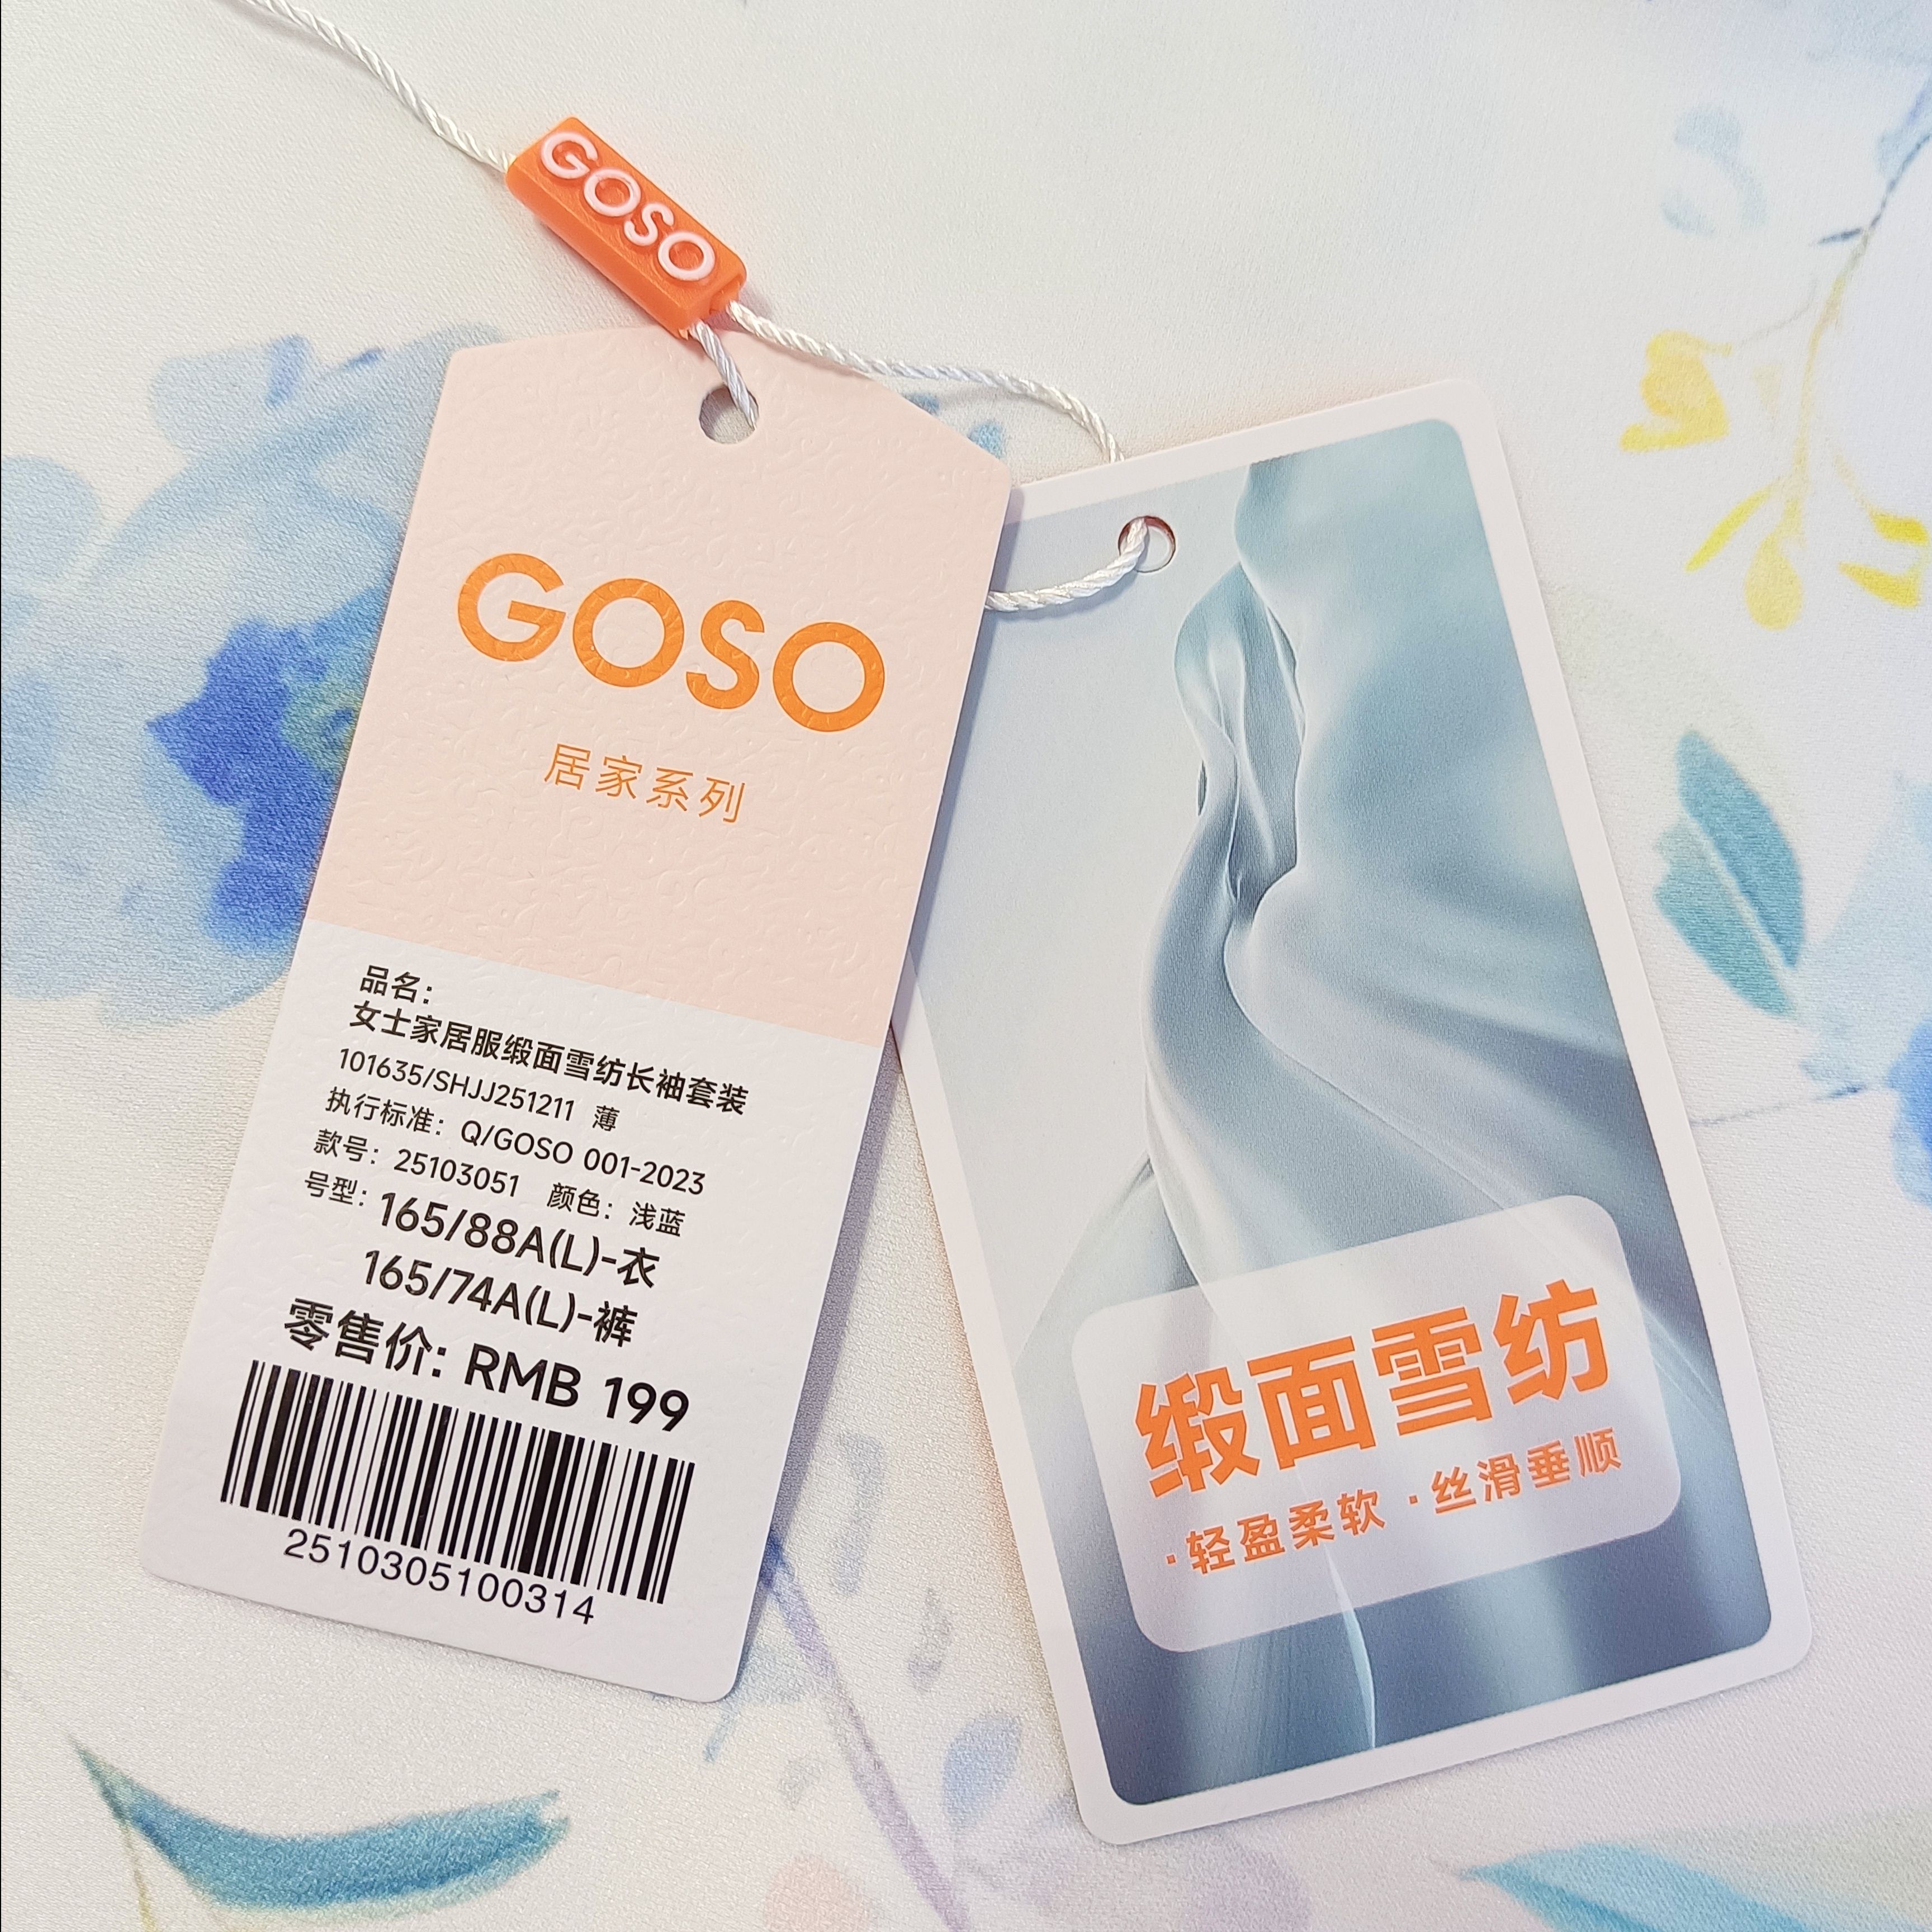 GOSO
GOSO
居家系列
品名：
女士家居服缎面雪纺长袖套装
101635/SHJJ251211 薄
执行标准：Q/GOSO 001-2023
款号：25103051 颜色：浅蓝
号型：165/88A(L)-衣
165/74A(L)-裤
零售价: RMB 199
2510305100314
缎面雪纺
·轻盈柔软 ·丝滑垂顺